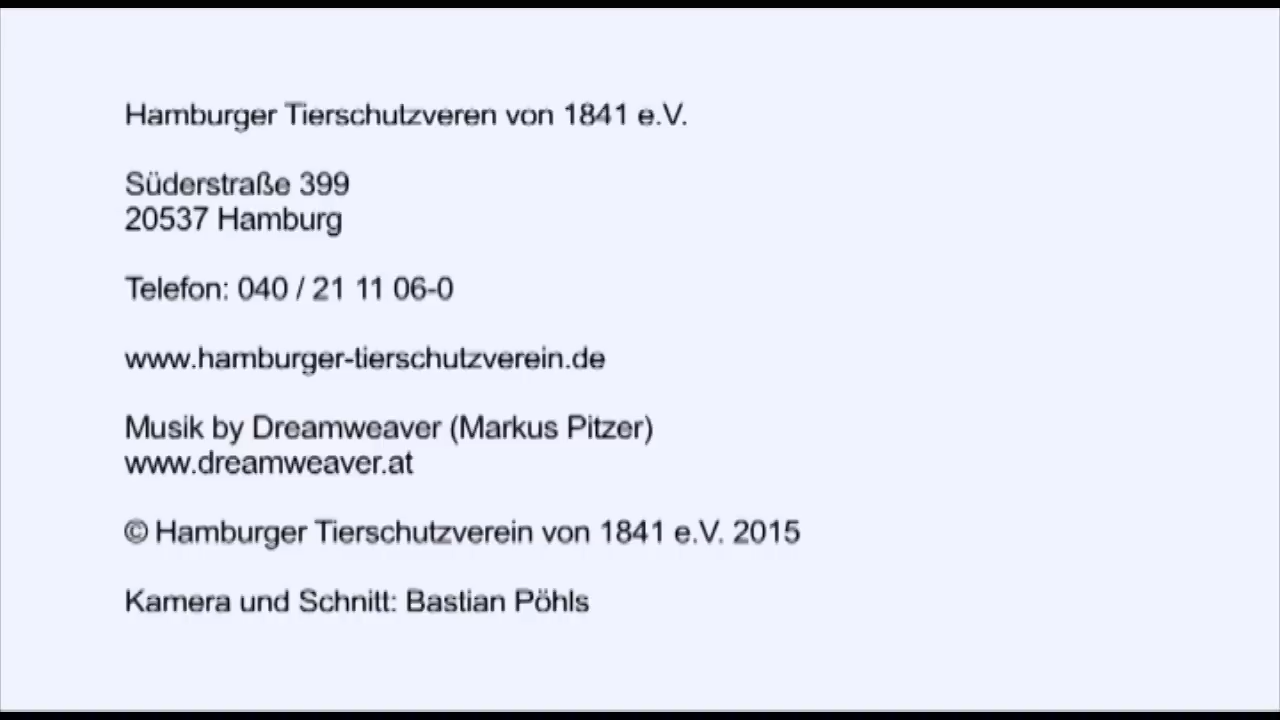 Hamburger Tierschutzveren von 1841 e.V.
Süderstraße 399
20537 Hamburg
Telefon: 040 / 21 11 06-0
www.hamburger-tierschutzverein.de
Musik by Dreamweaver (Markus Pitzer)
www.dreamweaver.at
© Hamburger Tierschutzverein von 1841 e.V. 2015
Kamera und Schnitt: Bastian Pöhls